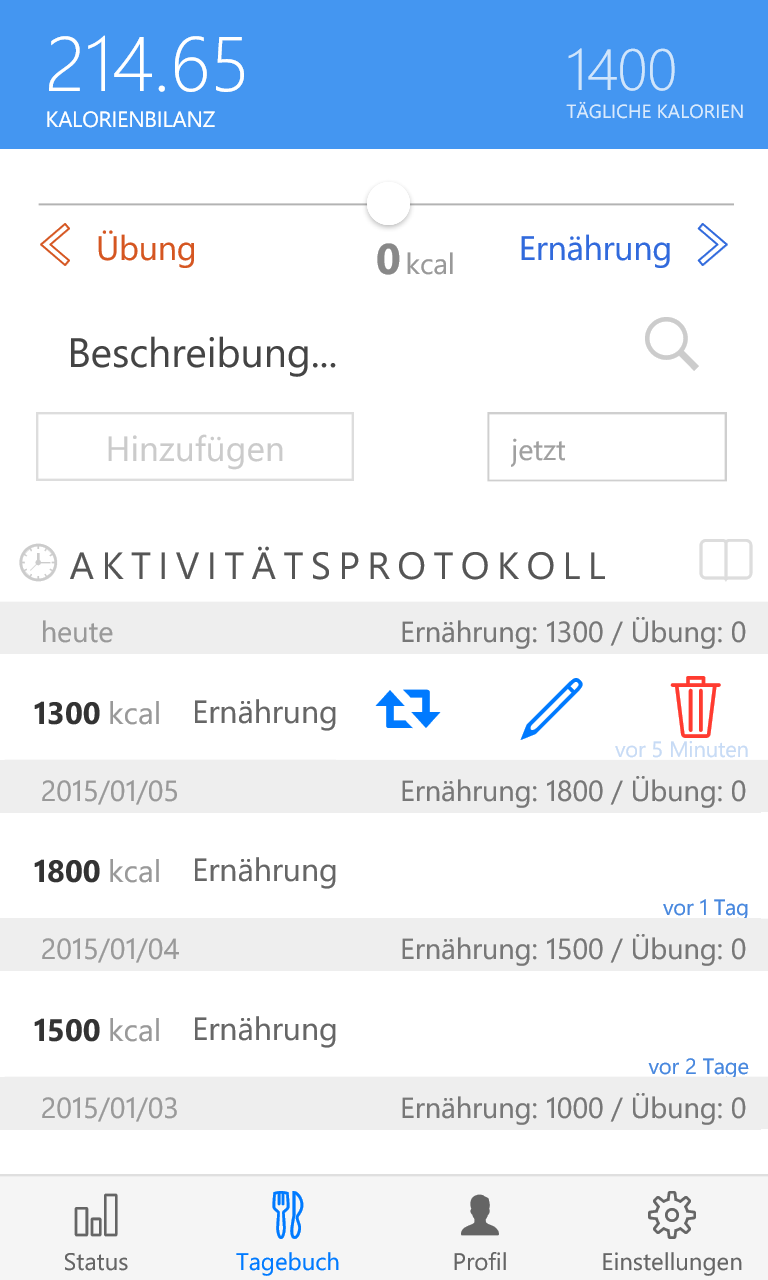 214.65
1400
KALORIENBILANZ
TÄGLICHE KALORIEN
Übung
0 kcal
Ernährung
Beschreibung...
Hinzufügen
jetzt
AKTIVITÄTSPROTOKOLL
heute Ernährung: 1300 / Übung: 0
1300 kcal Ernährung
vor 5 Minuten
2015/01/05 Ernährung: 1800 / Übung: 0
1800 kcal Ernährung
vor 1 Tag
2015/01/04 Ernährung: 1500 / Übung: 0
1500 kcal Ernährung
vor 2 Tage
2015/01/03 Ernährung: 1000 / Übung: 0
Status Tagebuch Profil Einstellungen